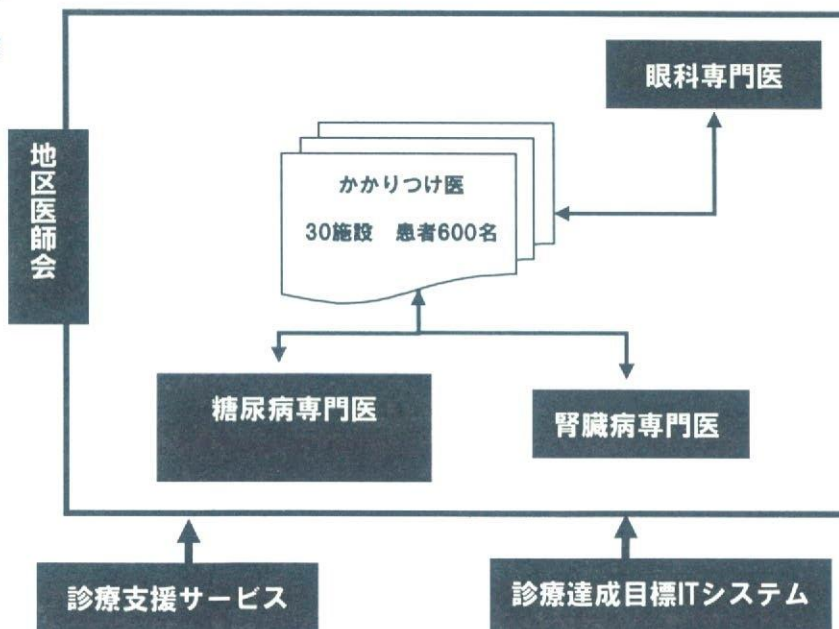 眼科専門医
地区医師会
かかりつけ医
30施設　患者600名
糖尿病専門医
腎臓病専門医
診療支援サービス
診療達成目標ITシステム